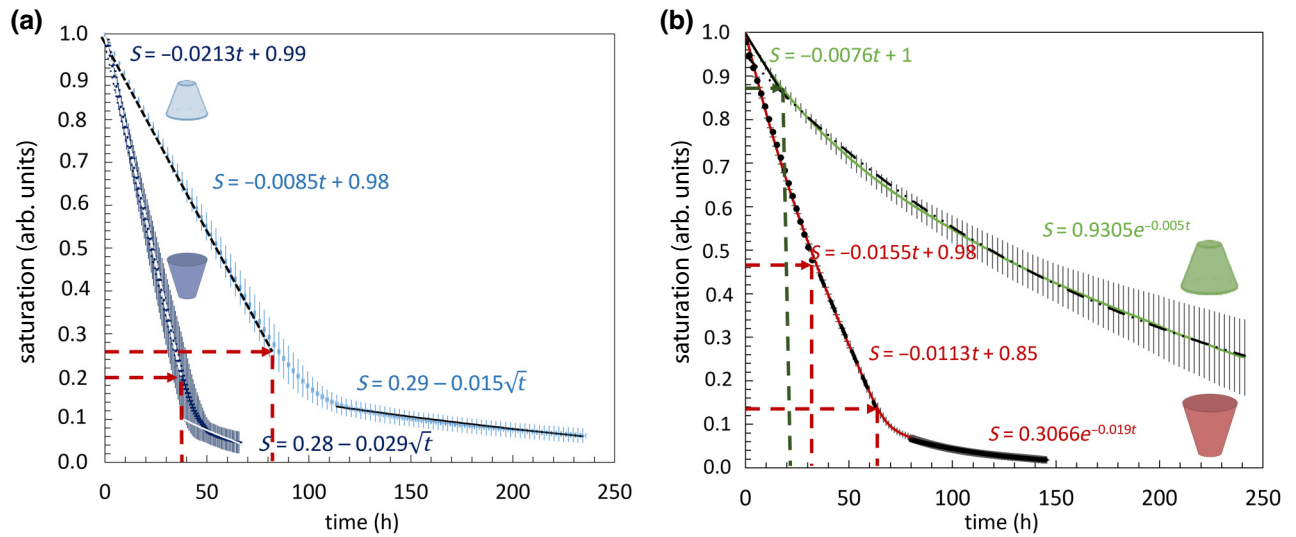 (a)
saturation (arb. units)
1.0
0.9
0.8
0.7
0.6
0.5
0.4
0.3
0.2
0.1
0.0
S = −0.0213t + 0.99
S = −0.0085t + 0.98
S = 0.29 − 0.015√t
S = 0.28 − 0.029√t
0 50 100 150 200 250
time (h)
(b)
saturation (arb. units)
1.0
0.9
0.8
0.7
0.6
0.5
0.4
0.3
0.2
0.1
0.0
S = −0.0076t + 1
S = 0.9305e^−0.005t
S = −0.0155t + 0.98
S = −0.0113t + 0.85
S = 0.3066e^−0.019t
0 50 100 150 200 250
time (h)